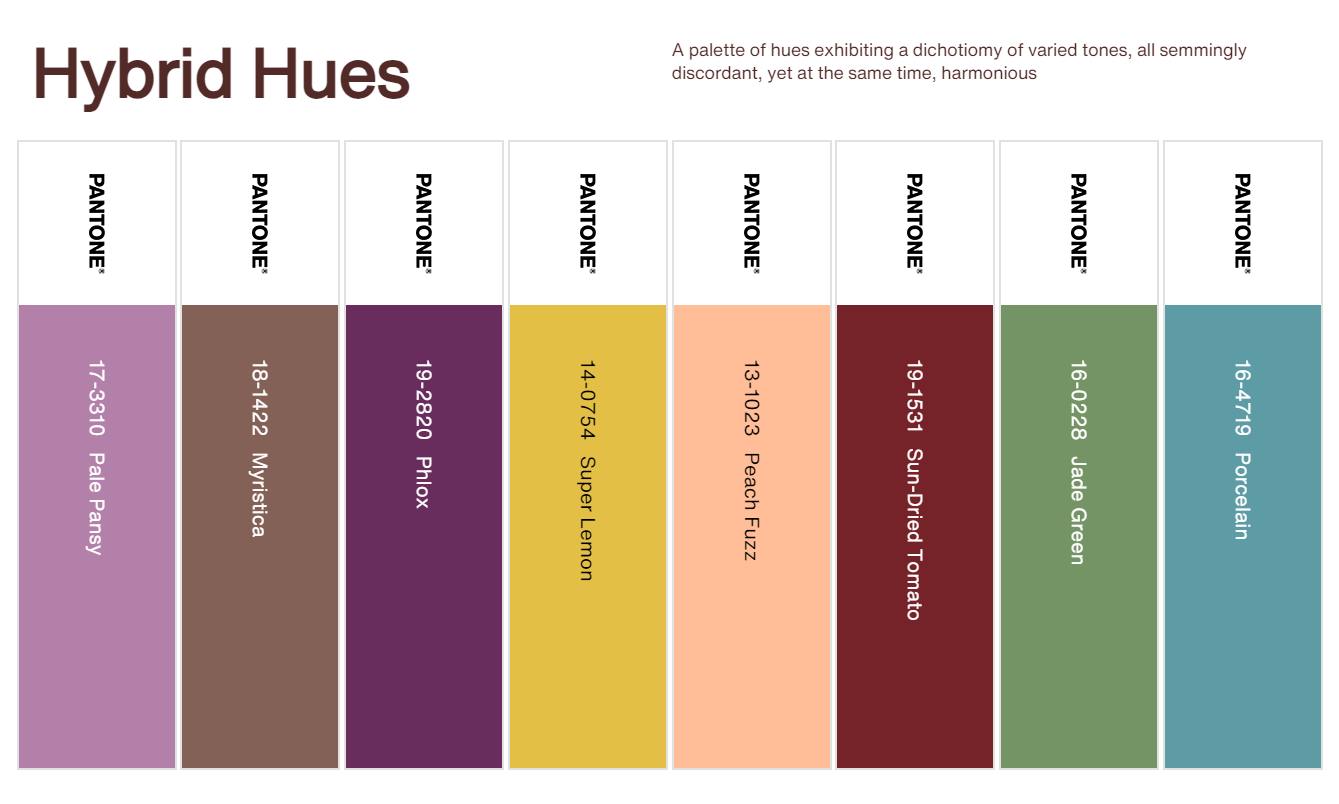 Hybrid Hues
A palette of hues exhibiting a dichotiomy of varied tones, all semmingly
discordant, yet at the same time, harmonious
PANTONE®
17-3310 Pale Pansy
PANTONE®
18-1422 Myristica
PANTONE®
19-2820 Phlox
PANTONE®
14-0754 Super Lemon
PANTONE®
13-1023 Peach Fuzz
PANTONE®
19-1531 Sun-Dried Tomato
PANTONE®
16-0228 Jade Green
PANTONE®
16-4719 Porcelain